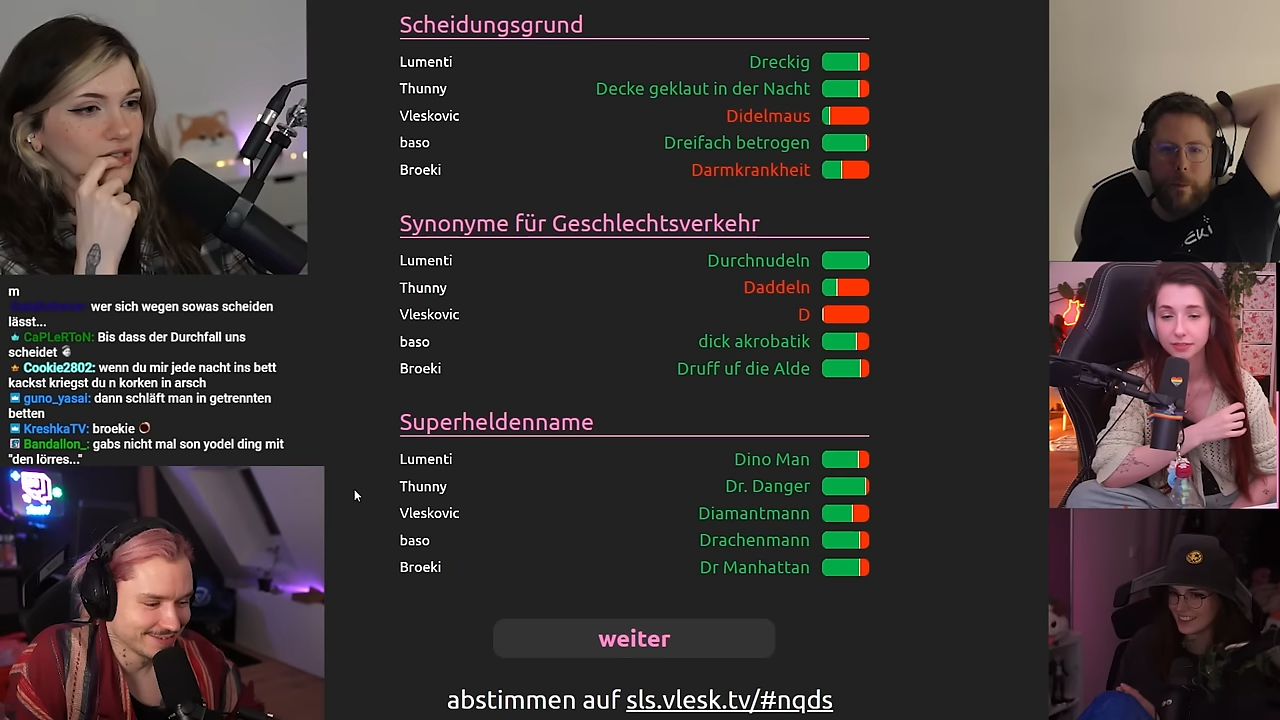 Scheidungsgrund
Lumenti Dreckig
Thunny Decke geklaut in der Nacht
Vleskovic Didelmaus
baso Dreifach betrogen
Broeki Darmkrankheit
Synonyme für Geschlechtsverkehr
Lumenti Durchnudeln
Thunny Daddeln
Vleskovic D
baso dick akrobatik
Broeki Druff uf die Alde
Superheldenname
Lumenti Dino Man
Thunny Dr. Danger
Vleskovic Diamantmann
baso Drachenmann
Broeki Dr Manhattan
weiter
abstimmen auf sls.vlesk.tv/#nqds
m
wer sich wegen sowas scheiden
lässt...
CaPLeRToN: Bis dass der Durchfall uns
scheidet
Cookie2802: wenn du mir jede nacht ins bett
kackst kriegst du n korken in arsch
guno_yasai: dann schläft man in getrennten
betten
KreshkaTV: broekie
Bandallon_: gabs nicht mal son yodel ding mit
"den lörres..."